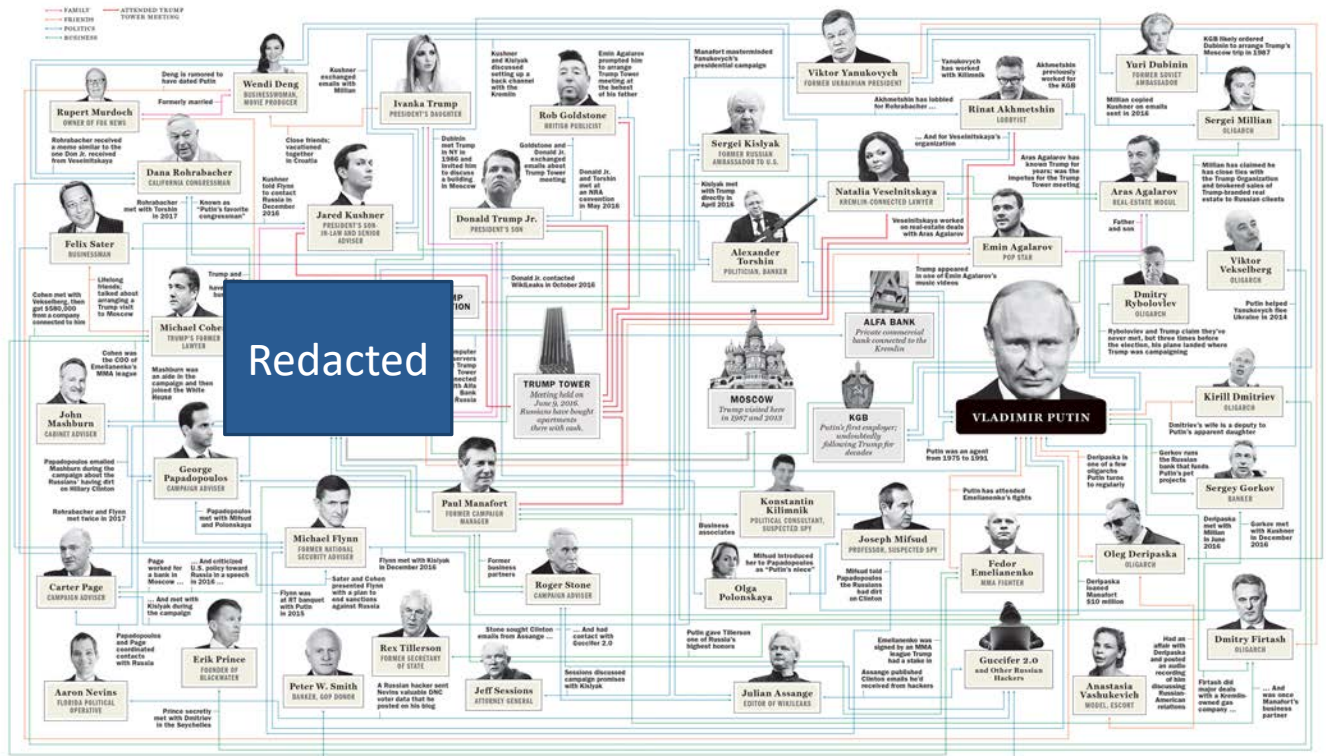 FAMILY
FRIENDS
POLITICS
BUSINESS
ATTENDED TRUMP
TOWER MEETING
Deng is rumored to
have dated Putin
Formerly married
Rupert Murdoch
OWNER OF FOX NEWS
Wendi Deng
BUSINESSWOMAN,
MOVIE PRODUCER
Kushner
exchanged
emails with
Millian
Ivanka Trump
PRESIDENT'S DAUGHTER
Kushner
and Kislyak
discussed
setting up a
back channel
with the
Kremlin
Emin Agalarov
prompted him
to arrange
Trump Tower
meeting at
the behest
of his father
Rob Goldstone
BRITISH PUBLICIST
Manafort masterminded
Yanukovych's
presidential campaign
Viktor Yanukovych
FORMER UKRAINIAN PRESIDENT
Yanukovych
has worked
with Kilimnik
Akhmetshin
previously
worked for
the KGB
Akhmetshin has lobbied
for Rohrabacher ...
Rinat Akhmetshin
LOBBYIST
KGB likely ordered
Dubinin to arrange Trump's
Moscow trip in 1987
Yuri Dubinin
FORMER SOVIET
AMBASSADOR
Millian copied
Kushner on emails
sent in 2016
Sergei Millian
OLIGARCH
Rohrabacher received
a meme similar to the
one Don Jr. received
from Veselnitskaya
Dana Rohrabacher
CALIFORNIA CONGRESSMAN
Close friends;
vacationed
together
in Croatia
Kushner
told Flynn
to contact
Russia in
December
2016
Rohrabacher
met with Torshin
in 2017
Known as
"Putin's favorite
congressman"
Jared Kushner
PRESIDENT'S SON-
IN-LAW AND SENIOR
ADVISER
Dubinin
met Trump
in NY in
1986 and
invited him
to discuss
a building
in Moscow
Goldstone and
Donald Jr.
exchanged
emails about
Trump Tower
meeting
Donald Jr.
and Torshin
met at
an NRA
convention
in May 2016
Donald Trump Jr.
PRESIDENT'S SON
Sergei Kislyak
FORMER RUSSIAN
AMBASSADOR TO U.S.
Kislyak met
with Trump
directly in
April 2016
... And for Veselnitskaya's
organization
Natalia Veselnitskaya
KREMLIN-CONNECTED LAWYER
Aras Agalarov has
known Trump for
years; was the
impetus for the
Trump Tower
meeting
Aras Agalarov
REAL-ESTATE MOGUL
Millian has claimed he
has close ties with
the Trump Organization
and brokered sales of
Trump-branded real
estate to Russian clients
Veselnitskaya worked
on real-estate deals
with Aras Agalarov
Emin Agalarov
POP STAR
Father
and son
Alexander
Torshin
POLITICIAN, BANKER
Trump appeared
in one of Emin Agalarov's
music videos
Viktor
Vekselberg
OLIGARCH
Dmitry
Rybolovlev
OLIGARCH
Putin helped
Yanukovych flee
Ukraine in 2014
Rybolovlev and Trump claim they've
never met, but three times before
the election, his plane landed where
Trump was campaigning
Felix Sater
BUSINESSMAN
Cohen met with
Vekselberg, then
got $580,000
from a company
connected to him
Lifelong
friends;
talked about
arranging a
Trump visit
to Moscow
Trump and
have
Michael Cohe
TRUMP'S FORMER
LAWYER
Redacted
Donald Jr. contacted
WikiLeaks in October 2016
MP
TION
mputer
servers
Trump
Tower
nected
with Alfa
Bank
Russia
TRUMP TOWER
Meeting held on
June 9, 2016.
Russians have bought
apartments
there with cash.
MOSCOW
Trump visited here
in 1987 and 2013
ALFA BANK
Private commercial
bank connected to the
Kremlin
KGB
Putin's first employer;
undoubtedly
following Trump for
decades
VLADIMIR PUTIN
Putin was an agent
from 1975 to 1991
Kirill Dmitriev
OLIGARCH
Dmitriev's wife is a deputy to
Putin's apparent daughter
Cohen was
the COO of
Emelianenko's
MMA league
Mashburn was
an aide in the
campaign and then
joined the White
House
John
Mashburn
CABINET ADVISER
Papadopoulos emailed
Mashburn during the
campaign about the
Russians' having dirt
on Hillary Clinton
George
Papadopoulos
CAMPAIGN ADVISER
Papadopoulos
met with Mifsud
and Polonskaya
Paul Manafort
FORMER CAMPAIGN
MANAGER
Konstantin
Kilimnik
POLITICAL CONSULTANT,
SUSPECTED SPY
Business
associates
Putin has attended
Emelianenko's fights
Deripaska is
one of a few
oligarchs
Putin turns
to regularly
Gorkov runs
the Russian
bank that funds
Putin's pet
projects
Sergey Gorkov
BANKER
Deripaska
met with
Millian
in June
2016
Gorkov met
with Kushner
in December
2016
Rohrabacher and Flynn
met twice in 2017
Michael Flynn
FORMER NATIONAL
SECURITY ADVISER
Flynn met with Kislyak
in December 2016
Former
business
partners
Roger Stone
CAMPAIGN ADVISER
Joseph Mifsud
PROFESSOR, SUSPECTED SPY
Mifsud introduced
her to Papadopoulos
as "Putin's niece"
Olga
Polonskaya
Mifsud told
Papadopoulos
the Russians
had dirt
on Clinton
Fedor
Emelianenko
MMA FIGHTER
Oleg Deripaska
OLIGARCH
Deripaska
loaned
Manafort
$10 million
Page
worked for
a bank in
Moscow ...
... And criticized
U.S. policy toward
Russia in a speech
in 2016 ...
Carter Page
CAMPAIGN ADVISER
... And met with
Kislyak during
the campaign
Flynn was
at RT banquet
with Putin
in 2015
Sater and Cohen
presented Flynn
with a plan to
end sanctions
against Russia
Papadopoulos
and Page
coordinated
contacts
with Russia
Erik Prince
FOUNDER OF
BLACKWATER
Rex Tillerson
FORMER SECRETARY
OF STATE
Stone sought Clinton
emails from Assange ...
... And had
contact with
Guccifer 2.0
Putin gave Tillerson
one of Russia's
highest honors
Emelianenko was
signed by an MMA
league Trump
had a stake in
Assange published
Clinton emails he'd
received from hackers
Guccifer 2.0
and Other Russian
Hackers
Dmitry Firtash
OLIGARCH
Aaron Nevins
FLORIDA POLITICAL
OPERATIVE
Prince secretly
met with Dmitriev
in the Seychelles
Peter W. Smith
BANKER, GOP DONOR
A Russian hacker sent
Nevins valuable DNC
voter data that he
posted on his blog
Jeff Sessions
ATTORNEY GENERAL
Sessions discussed
campaign promises
with Kislyak
Julian Assange
EDITOR OF WIKILEAKS
Anastasia
Vashukevich
MODEL, ESCORT
Had an
affair with
Deripaska
and posted
an audio
recording
of him
discussing
Russian-
American
relations
Firtash did
major deals
with a Kremlin-
owned gas
company ...
... And
was once
Manafort's
business
partner